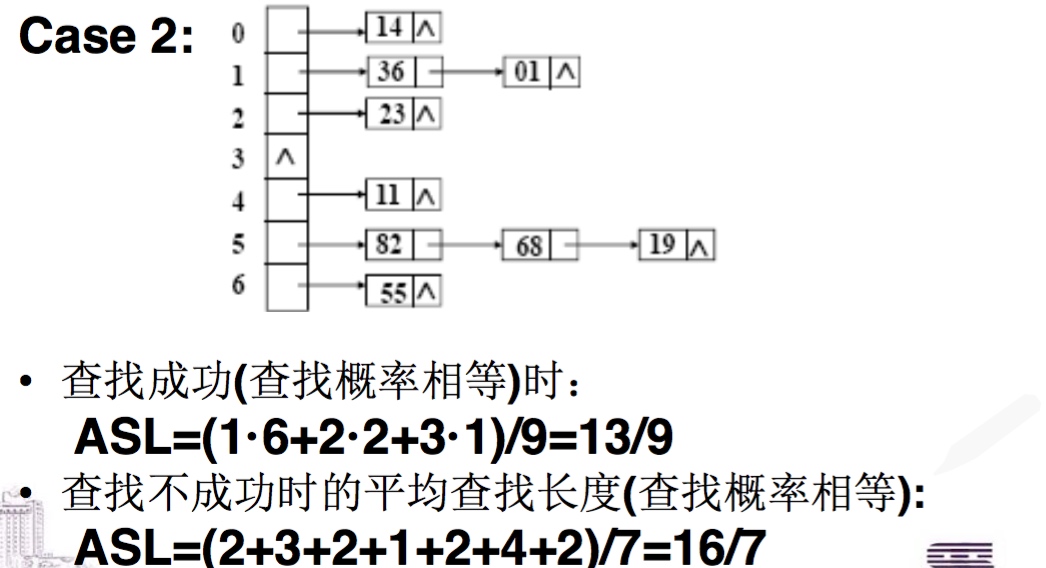 Case 2:
0 14 ∧
1 36 01 ∧
2 23 ∧
3 ∧
4 11 ∧
5 82 68 19 ∧
6 55 ∧
• 查找成功(查找概率相等)时：
ASL=(1·6+2·2+3·1)/9=13/9
• 查找不成功时的平均查找长度(查找概率相等):
ASL=(2+3+2+1+2+4+2)/7=16/7